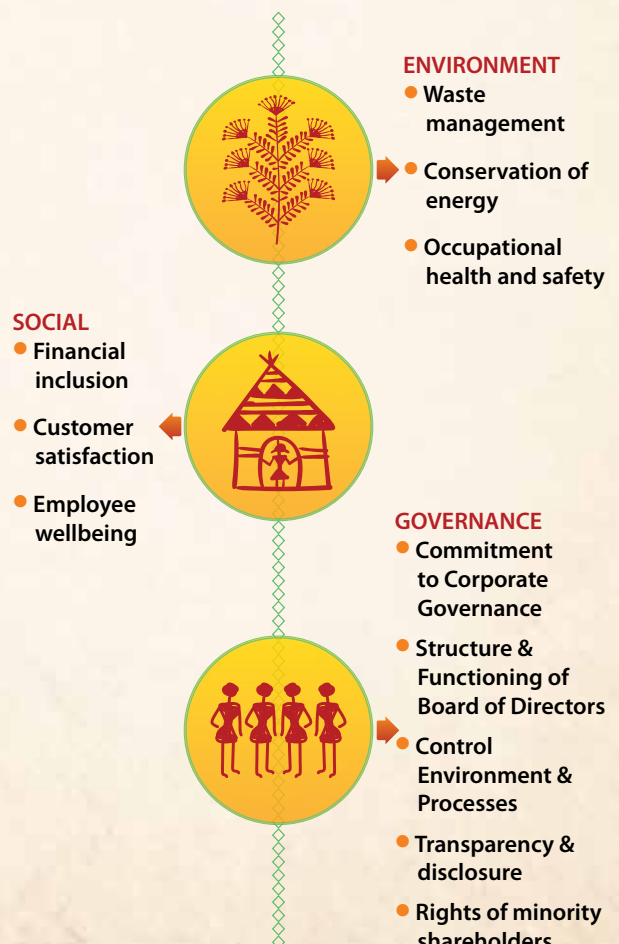 ENVIRONMENT
• Waste
management
• Conservation of
energy
• Occupational
health and safety
SOCIAL
• Financial
inclusion
• Customer
satisfaction
• Employee
wellbeing
GOVERNANCE
• Commitment
to Corporate
Governance
• Structure &
Functioning of
Board of Directors
• Control
Environment &
Processes
• Transparency &
disclosure
• Rights of minority
shareholders